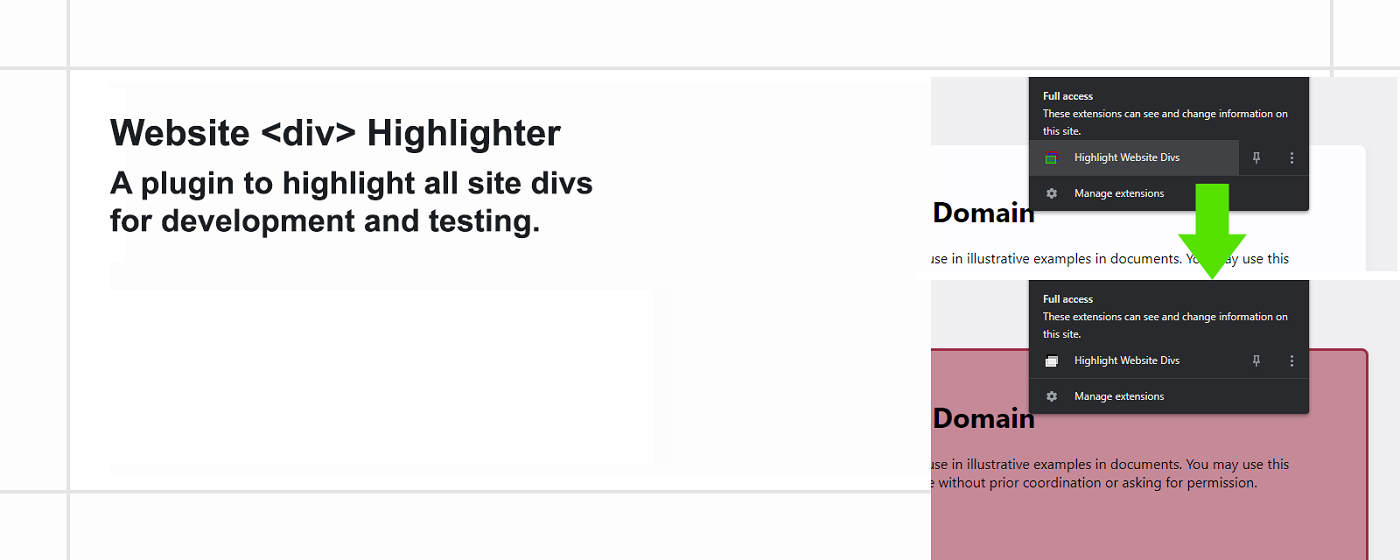 Website <div> Highlighter
A plugin to highlight all site divs
for development and testing.
Full access
These extensions can see and change information on
this site.
Highlight Website Divs
Manage extensions
Domain
use in illustrative examples in documents. You may use this
Full access
These extensions can see and change information on
this site.
Highlight Website Divs
Manage extensions
Domain
use in illustrative examples in documents. You may use this
without prior coordination or asking for permission.